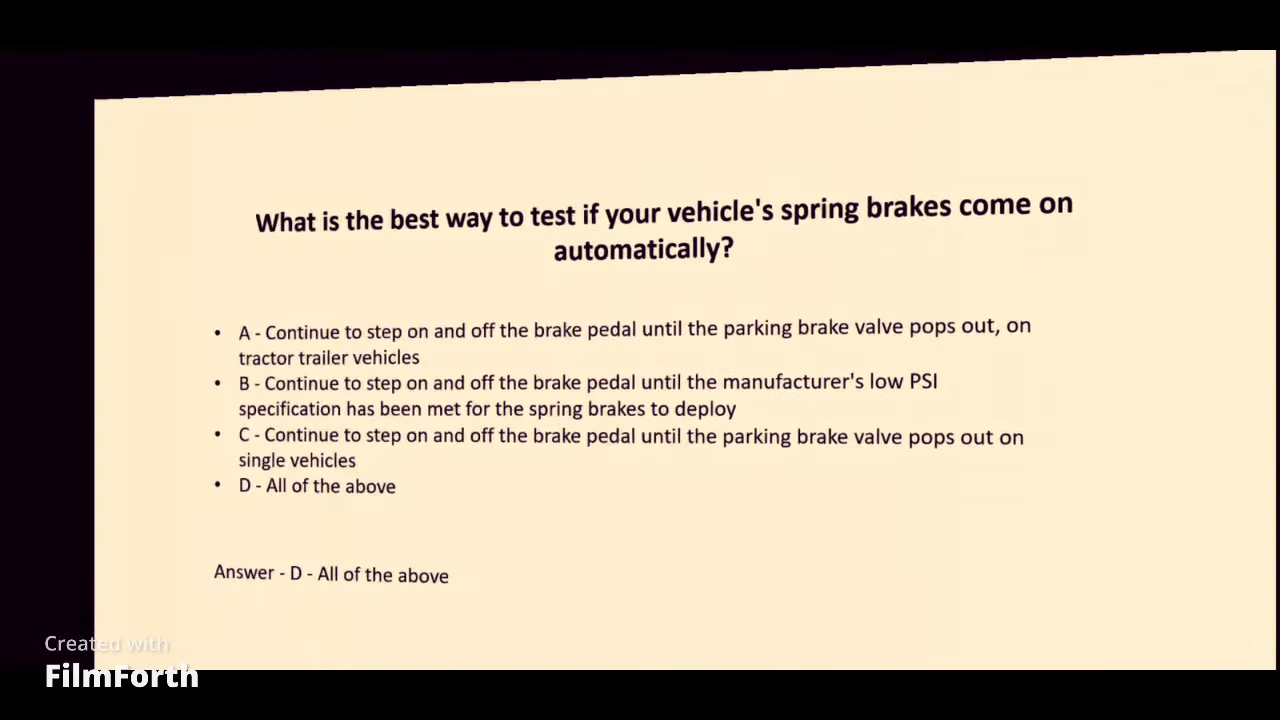 What is the best way to test if your vehicle's spring brakes come on
automatically?
• A - Continue to step on and off the brake pedal until the parking brake valve pops out, on
tractor trailer vehicles
• B - Continue to step on and off the brake pedal until the manufacturer's low PSI
specification has been met for the spring brakes to deploy
• C - Continue to step on and off the brake pedal until the parking brake valve pops out on
single vehicles
• D - All of the above
Answer - D - All of the above
Created with
FilmForth